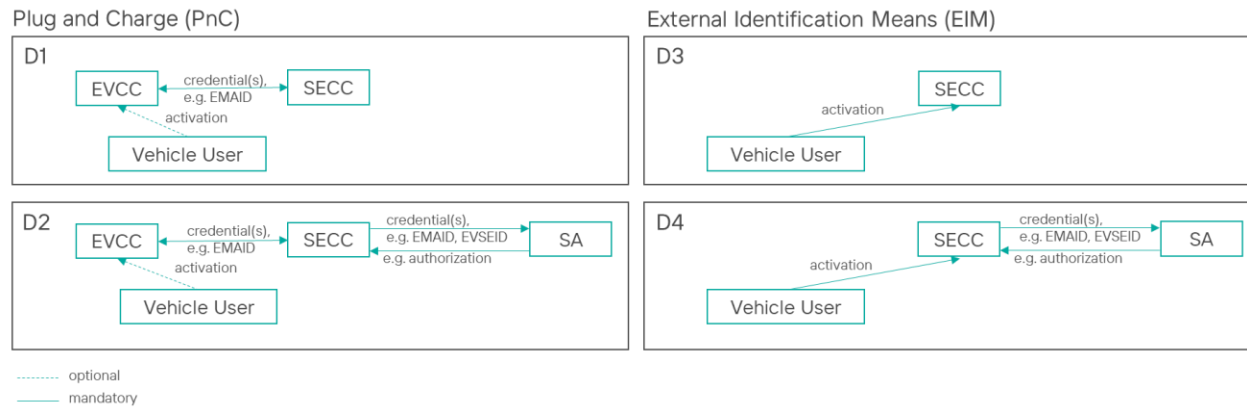 Plug and Charge (PnC)
External Identification Means (EIM)
D1
EVCC
credential(s),
e.g. EMAID
SECC
activation
Vehicle User
D3
SECC
activation
Vehicle User
D2
EVCC
credential(s),
e.g. EMAID
SECC
credential(s),
e.g. EMAID, EVSEID
e.g. authorization
SA
activation
Vehicle User
D4
SECC
credential(s),
e.g. EMAID, EVSEID
e.g. authorization
SA
activation
Vehicle User
optional
mandatory